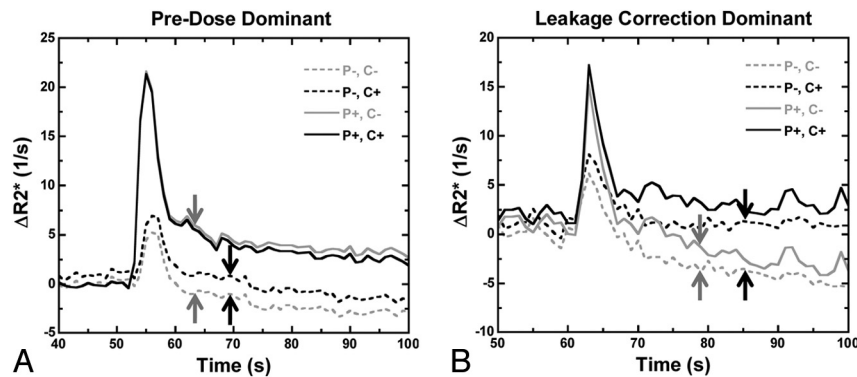 Pre-Dose Dominant
25
20
15
10
5
0
-5
ΔR2* (1/s)
P-, C-
P-, C+
P+, C-
P+, C+
40 50 60 70 80 90 100
Time (s)
A
Leakage Correction Dominant
20
15
10
5
0
-5
-10
ΔR2* (1/s)
P-, C-
P-, C+
P+, C-
P+, C+
50 60 70 80 90 100
Time (s)
B